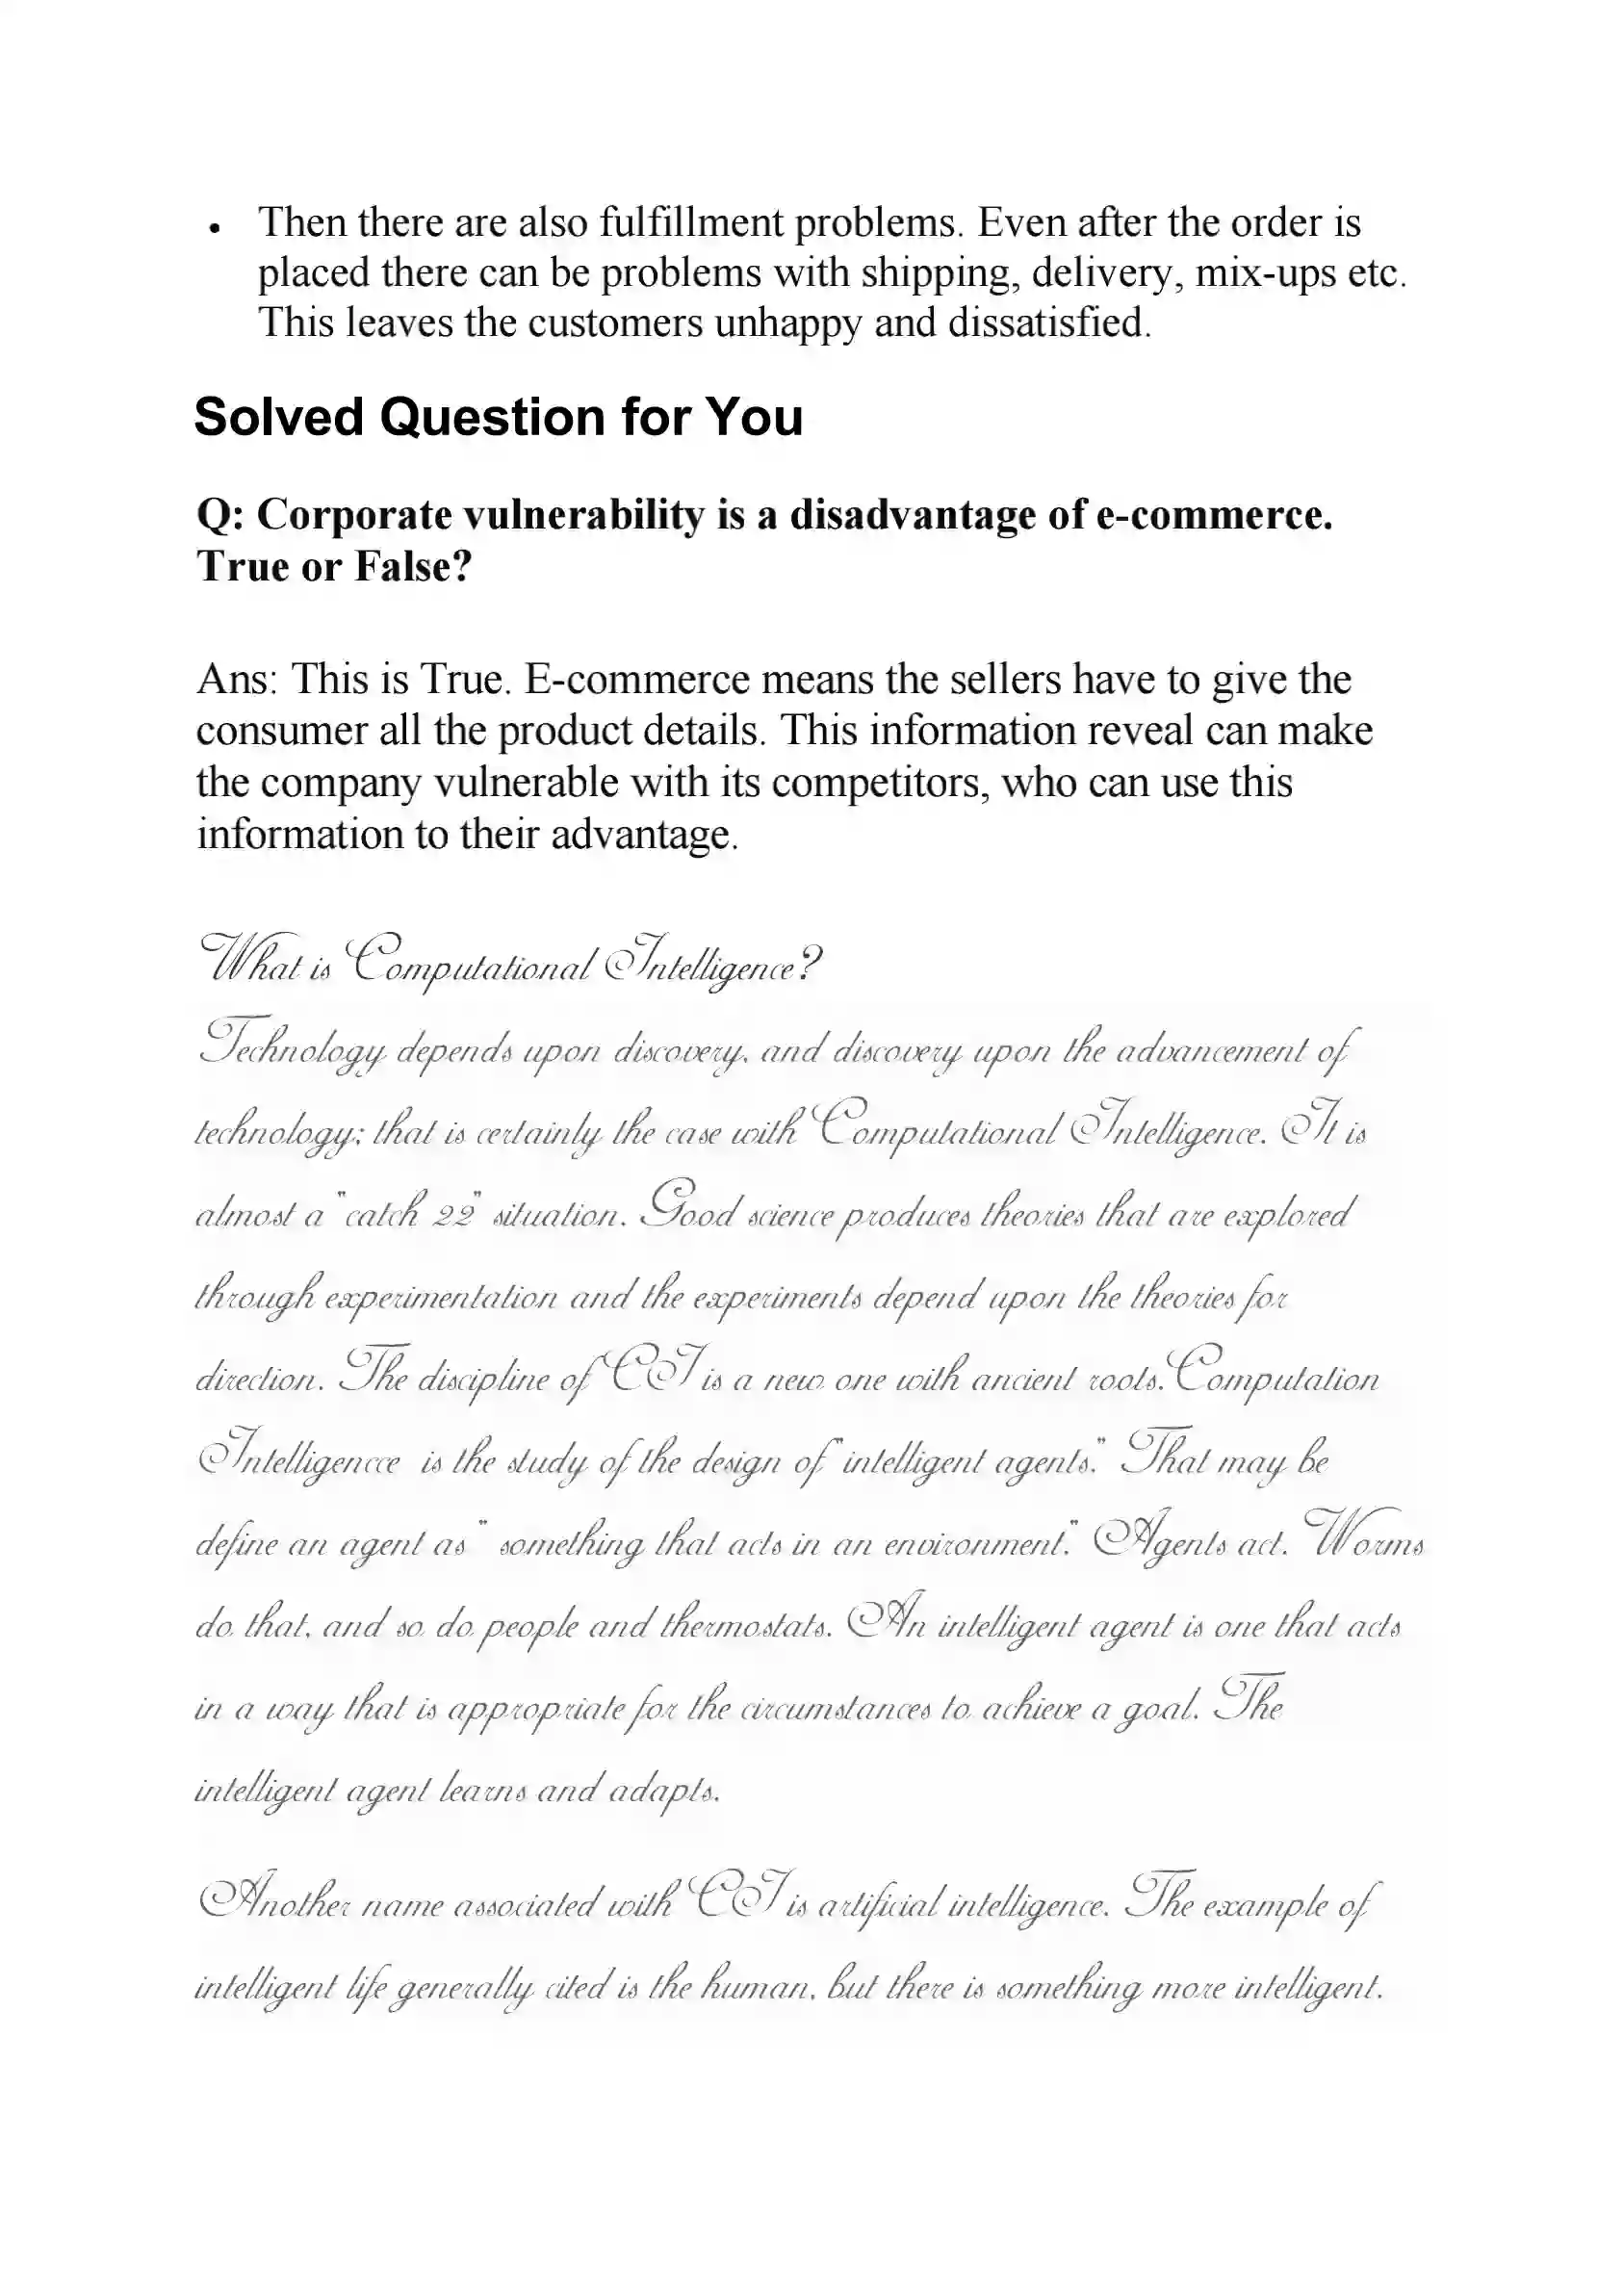 • Then there are also fulfillment problems. Even after the order is
placed there can be problems with shipping, delivery, mix-ups etc.
This leaves the customers unhappy and dissatisfied.
Solved Question for You
Q: Corporate vulnerability is a disadvantage of e-commerce.
True or False?
Ans: This is True. E-commerce means the sellers have to give the
consumer all the product details. This information reveal can make
the company vulnerable with its competitors, who can use this
information to their advantage.
What is Computational Intelligence?
Technology depends upon discovery, and discovery upon the advancement of
technology; that is certainly the case with Computational Intelligence. It is
almost a "catch 22" situation. Good science produces theories that are explored
through experimentation and the experiments depend upon the theories for
direction. The discipline of CI is a new one with ancient roots.Computation
Intelligencce is the study of the design of "intelligent agents." That may be
define an agent as " something that acts in an environment." Agents act. Worms
do that, and so do people and thermostats. An intelligent agent is one that acts
in a way that is appropriate for the circumstances to achieve a goal. The
intelligent agent learns and adapts.
Another name associated with CI is artificial intelligence. The example of
intelligent life generally cited is the human, but there is something more intelligent.